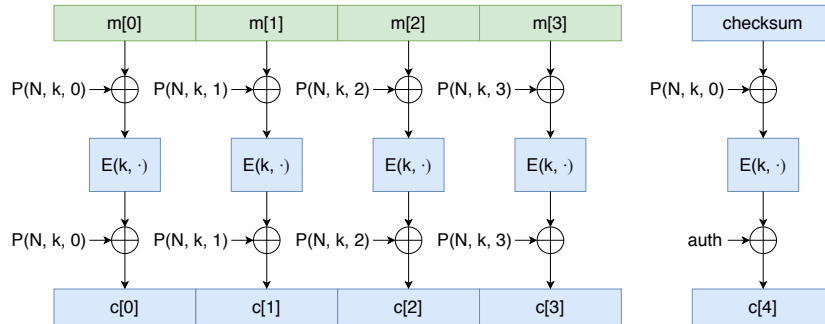 m[0] m[1] m[2] m[3] checksum
P(N, k, 0) P(N, k, 1) P(N, k, 2) P(N, k, 3) P(N, k, 0)
E(k, ·) E(k, ·) E(k, ·) E(k, ·) E(k, ·)
P(N, k, 0) P(N, k, 1) P(N, k, 2) P(N, k, 3) auth
c[0] c[1] c[2] c[3] c[4]